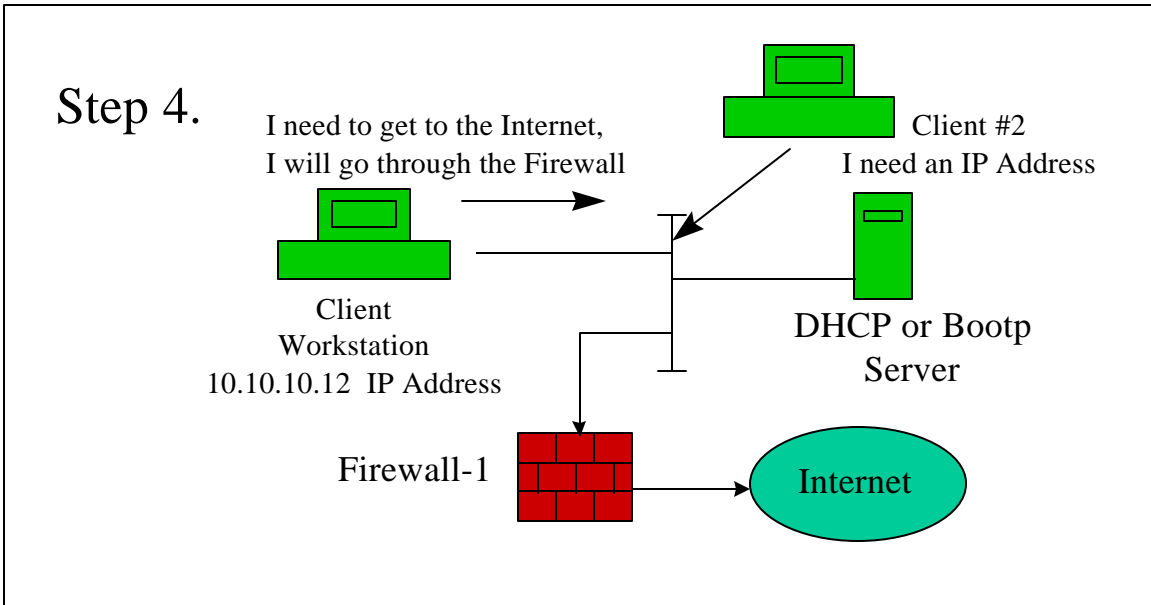 Step 4.
I need to get to the Internet,
I will go through the Firewall
Client #2
I need an IP Address
Client
Workstation
10.10.10.12 IP Address
DHCP or Bootp
Server
Firewall-1
Internet